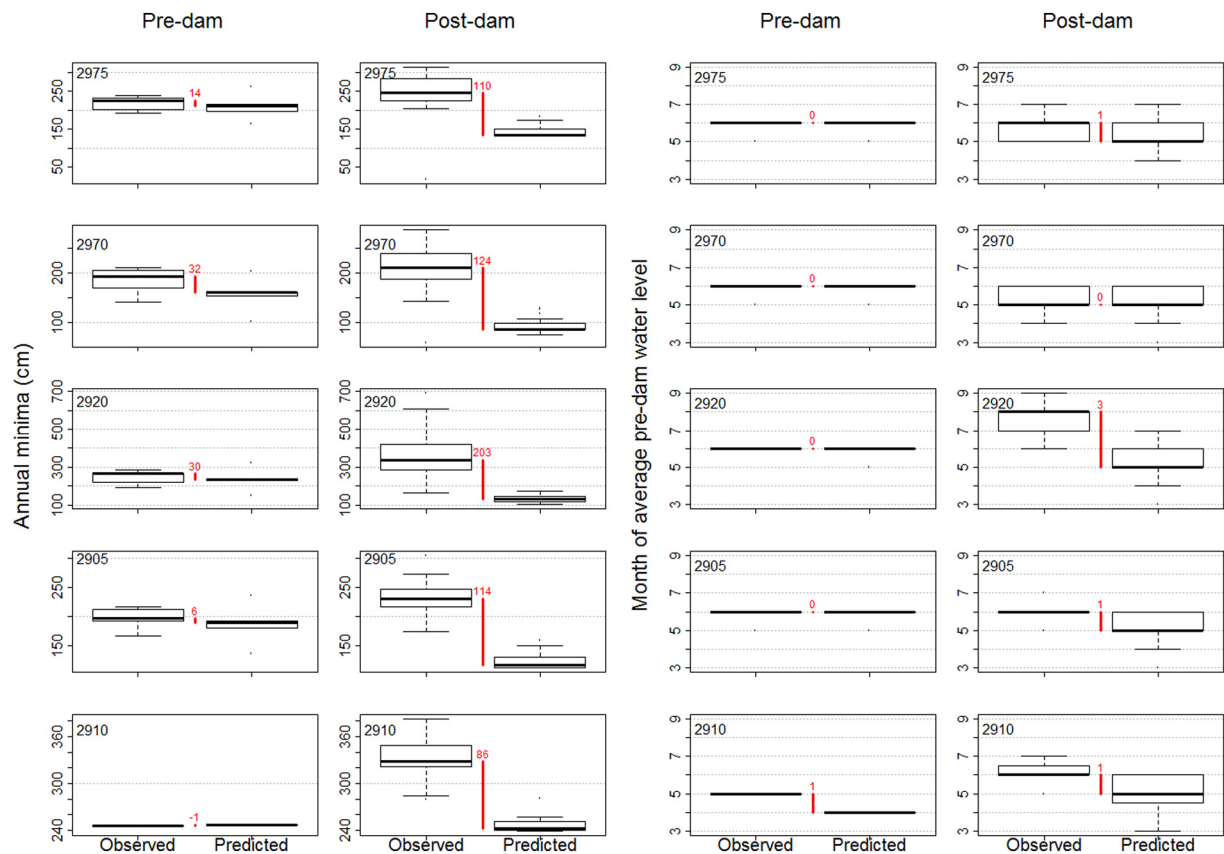 Pre-dam Post-dam Pre-dam Post-dam
Annual minima (cm)
Month of average pre-dam water level
2975 14 50 150 250
2975 110 50 150 250
2975 0 3 5 7 9
2975 1 3 5 7 9
2970 32 100 200
2970 124 100 200
2970 0 3 5 7 9
2970 0 3 5 7 9
2920 30 100 300 400 500 700
2920 203 100 300 400 500 700
2920 0 3 5 7 9
2920 3 3 5 7 9
2905 6 150 250
2905 114 150 250
2905 0 3 5 7 9
2905 1 3 5 7 9
2910 -1 240 300 360
2910 86 240 300 360
2910 1 3 5 7 9
2910 1 3 5 7 9
Observed Predicted Observed Predicted Observed Predicted Observed Predicted